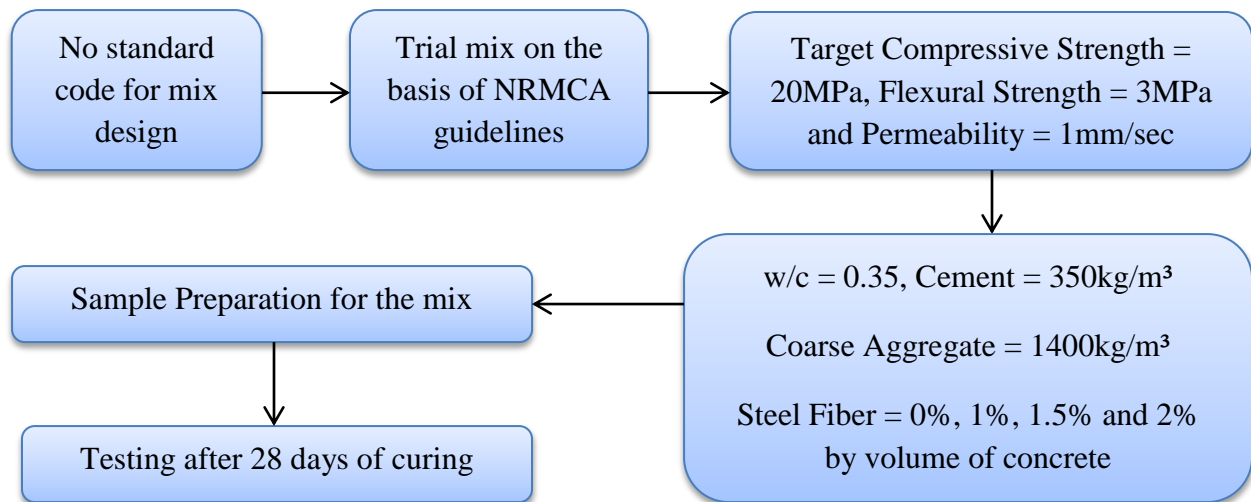 No standard
code for mix
design
Trial mix on the
basis of NRMCA
guidelines
Target Compressive Strength =
20MPa, Flexural Strength = 3MPa
and Permeability = 1mm/sec
w/c = 0.35, Cement = 350kg/m³
Coarse Aggregate = 1400kg/m³
Steel Fiber = 0%, 1%, 1.5% and 2%
by volume of concrete
Sample Preparation for the mix
Testing after 28 days of curing